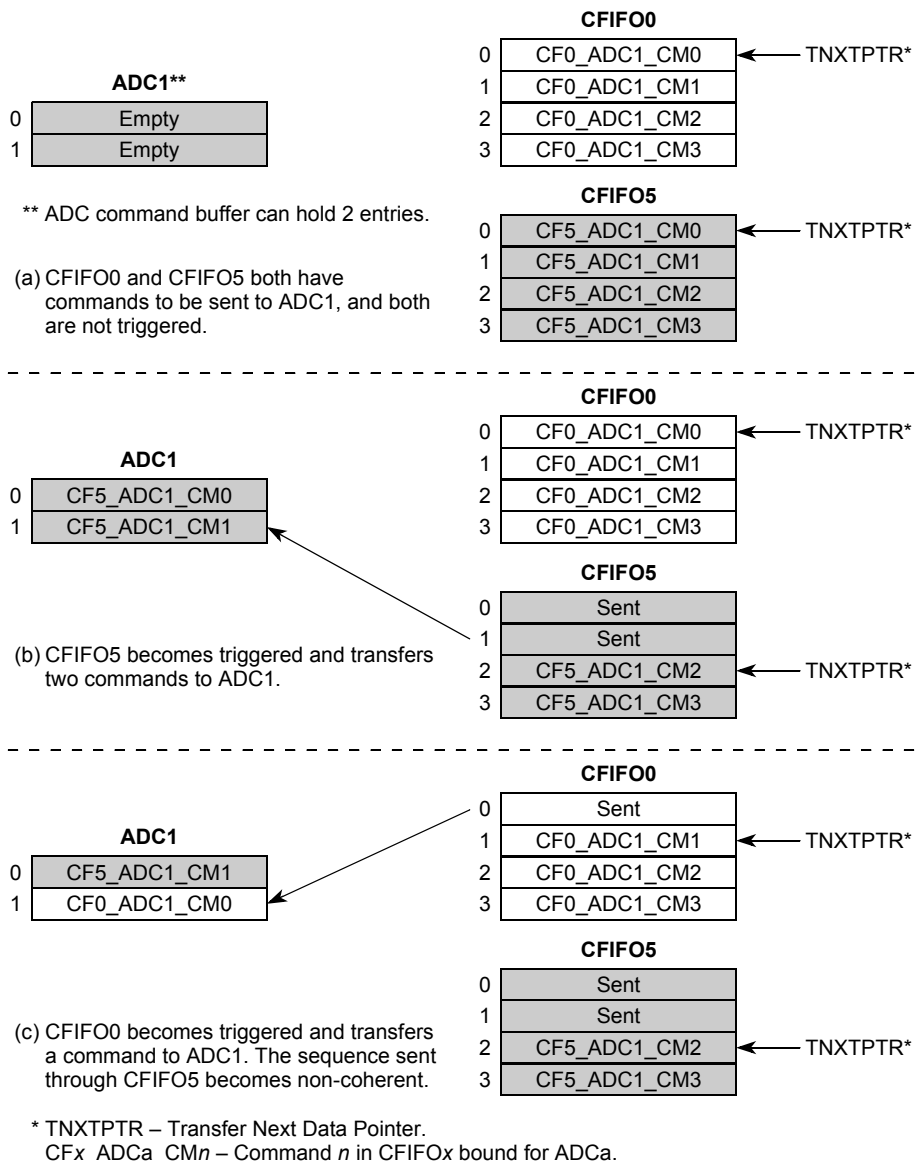 CFIFO0
0 CF0_ADC1_CM0 TNXTPTR*
ADC1**
1 CF0_ADC1_CM1
0 Empty
2 CF0_ADC1_CM2
1 Empty
3 CF0_ADC1_CM3
** ADC command buffer can hold 2 entries.
CFIFO5
0 CF5_ADC1_CM0 TNXTPTR*
1 CF5_ADC1_CM1
2 CF5_ADC1_CM2
3 CF5_ADC1_CM3
(a) CFIFO0 and CFIFO5 both have
commands to be sent to ADC1, and both
are not triggered.
CFIFO0
0 CF0_ADC1_CM0 TNXTPTR*
1 CF0_ADC1_CM1
2 CF0_ADC1_CM2
3 CF0_ADC1_CM3
ADC1
0 CF5_ADC1_CM0
1 CF5_ADC1_CM1
CFIFO5
0 Sent
1 Sent
2 CF5_ADC1_CM2 TNXTPTR*
3 CF5_ADC1_CM3
(b) CFIFO5 becomes triggered and transfers
two commands to ADC1.
CFIFO0
0 Sent
1 CF0_ADC1_CM1 TNXTPTR*
2 CF0_ADC1_CM2
3 CF0_ADC1_CM3
ADC1
0 CF5_ADC1_CM1
1 CF0_ADC1_CM0
CFIFO5
0 Sent
1 Sent
2 CF5_ADC1_CM2 TNXTPTR*
3 CF5_ADC1_CM3
(c) CFIFO0 becomes triggered and transfers
a command to ADC1. The sequence sent
through CFIFO5 becomes non-coherent.
* TNXTPTR – Transfer Next Data Pointer.
CFx_ADCa_CMn – Command n in CFIFOx bound for ADCa.